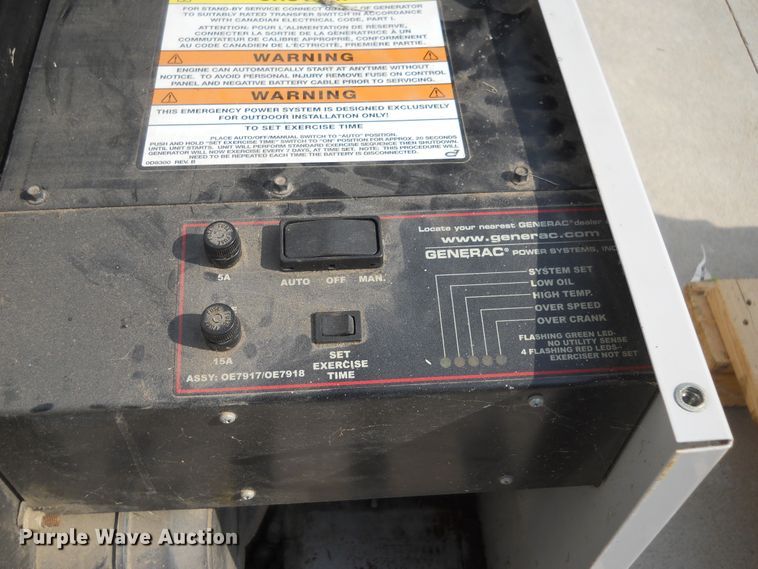 FOR STAND-BY SERVICE CONNECT OUTPUT OF GENERATOR
TO SUITABLY RATED TRANSFER SWITCH IN ACCORDANCE
WITH CANADIAN ELECTRICAL CODE, PART I.
ATTENTION: POUR L'ALIMENTATION DE RÉSERVE,
CONNECTER LA SORTIE DE LA GÉNÉRATRICE À UN
COMMUTATEUR DE CALIBRE APPROPRIE, CONFORMÉNENT
AU CODE CANADIEN DE L'ÉCTRICITÉ, PREMIÈRE PARTIE.
WARNING
ENGINE CAN AUTOMATICALLY START AT ANYTIME WITHOUT
NOTICE. TO AVOID PERSONAL INJURY REMOVE FUSE ON CONTROL
PANEL AND NEGATIVE BATTERY CABLE PRIOR TO SERVICING.
WARNING
THIS EMERGENCY POWER SYSTEM IS DESIGNED EXCLUSIVELY
FOR OUTDOOR INSTALLATION ONLY!
TO SET EXERCISE TIME
PLACE AUTO/OFF/MANUAL SWITCH TO "AUTO" POSITION.
PUSH AND HOLD "SET EXERCISE TIME" SWITCH TO "ON" POSITION FOR APPROX. 20 SECONDS
UNTIL UNIT STARTS. UNIT WILL PERFORM STANDARD EXERCISE SEQUENCE THEN SHUTDOWN.
GENERATOR WILL NOW EXERCISE EVERY 7 DAYS, AT TIME SET. NOTE: THIS PROCEDURE WILL
NEED TO BE REPEATED EACH TIME THE BATTERY IS DISCONNECTED.
0D9300 REV. B
Locate your nearest GENERAC® dealer
www.generac.com
GENERAC® POWER SYSTEMS, INC
5A
AUTO OFF MAN.
SYSTEM SET
LOW OIL
HIGH TEMP.
OVER SPEED
OVER CRANK
15A
SET
EXERCISE
TIME
FLASHING GREEN LED-
NO UTILITY SENSE
4 FLASHING RED LEDS-
EXERCISER NOT SET
ASSY: OE7917/OE7918
Purple Wave Auction